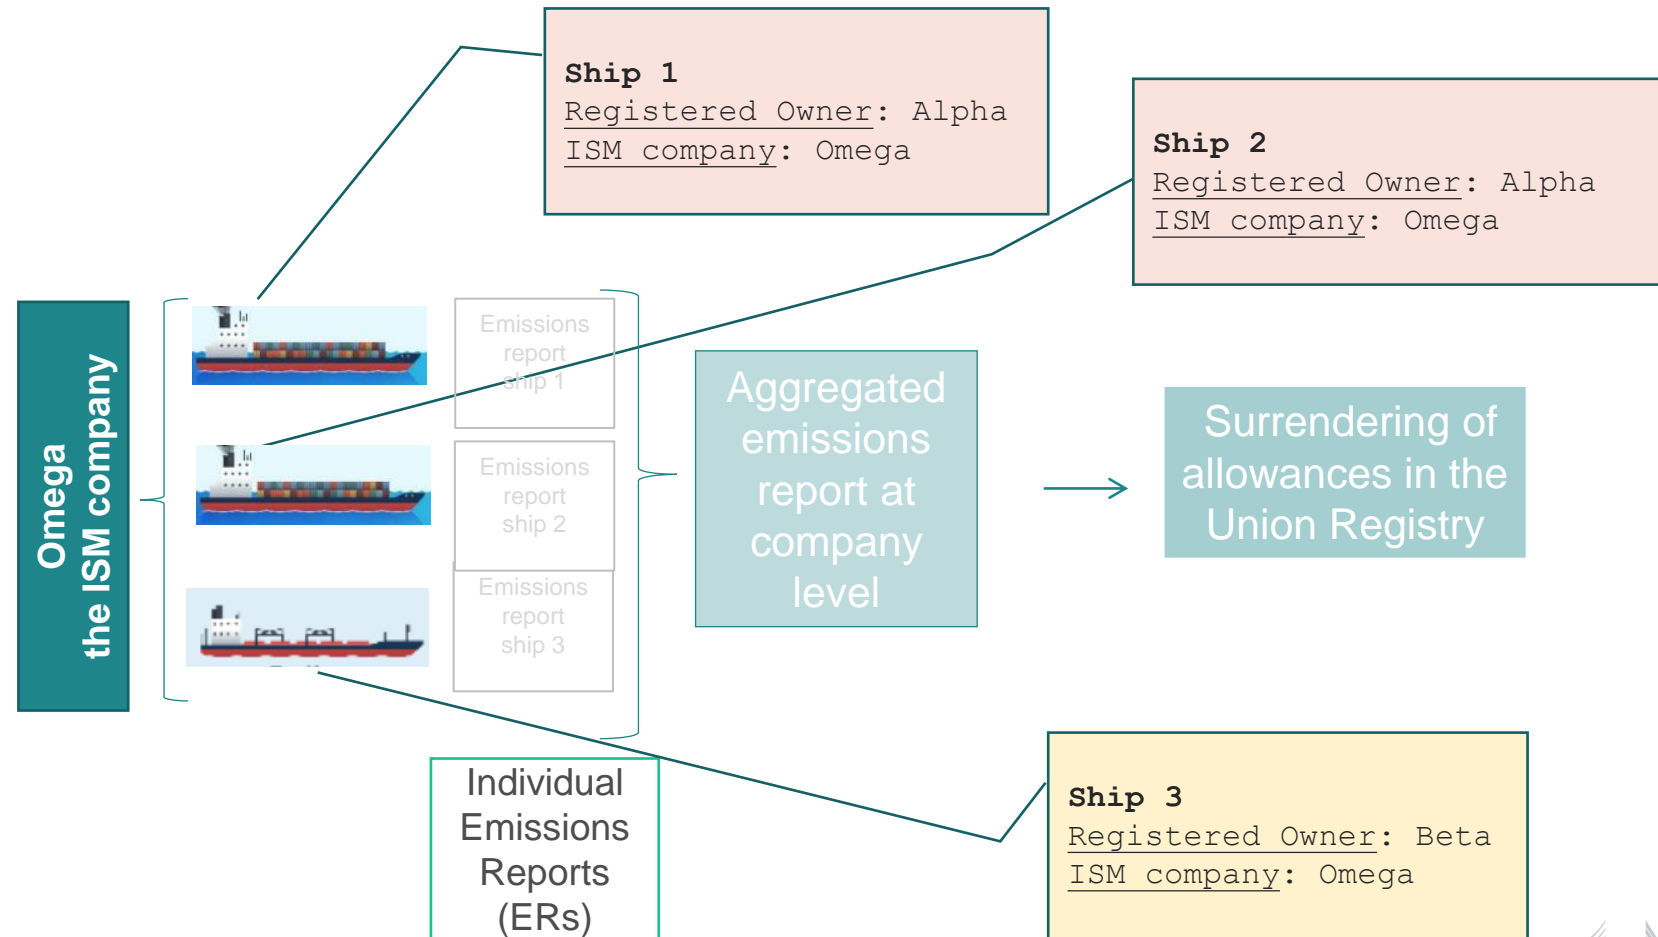 Ship 1
Registered Owner: Alpha
ISM company: Omega
Ship 2
Registered Owner: Alpha
ISM company: Omega
Omega
the ISM company
Emissions
report
ship 1
Emissions
report
ship 2
Emissions
report
ship 3
Aggregated
emissions
report at
company
level
Surrendering of
allowances in the
Union Registry
Individual
Emissions
Reports
(ERs)
Ship 3
Registered Owner: Beta
ISM company: Omega